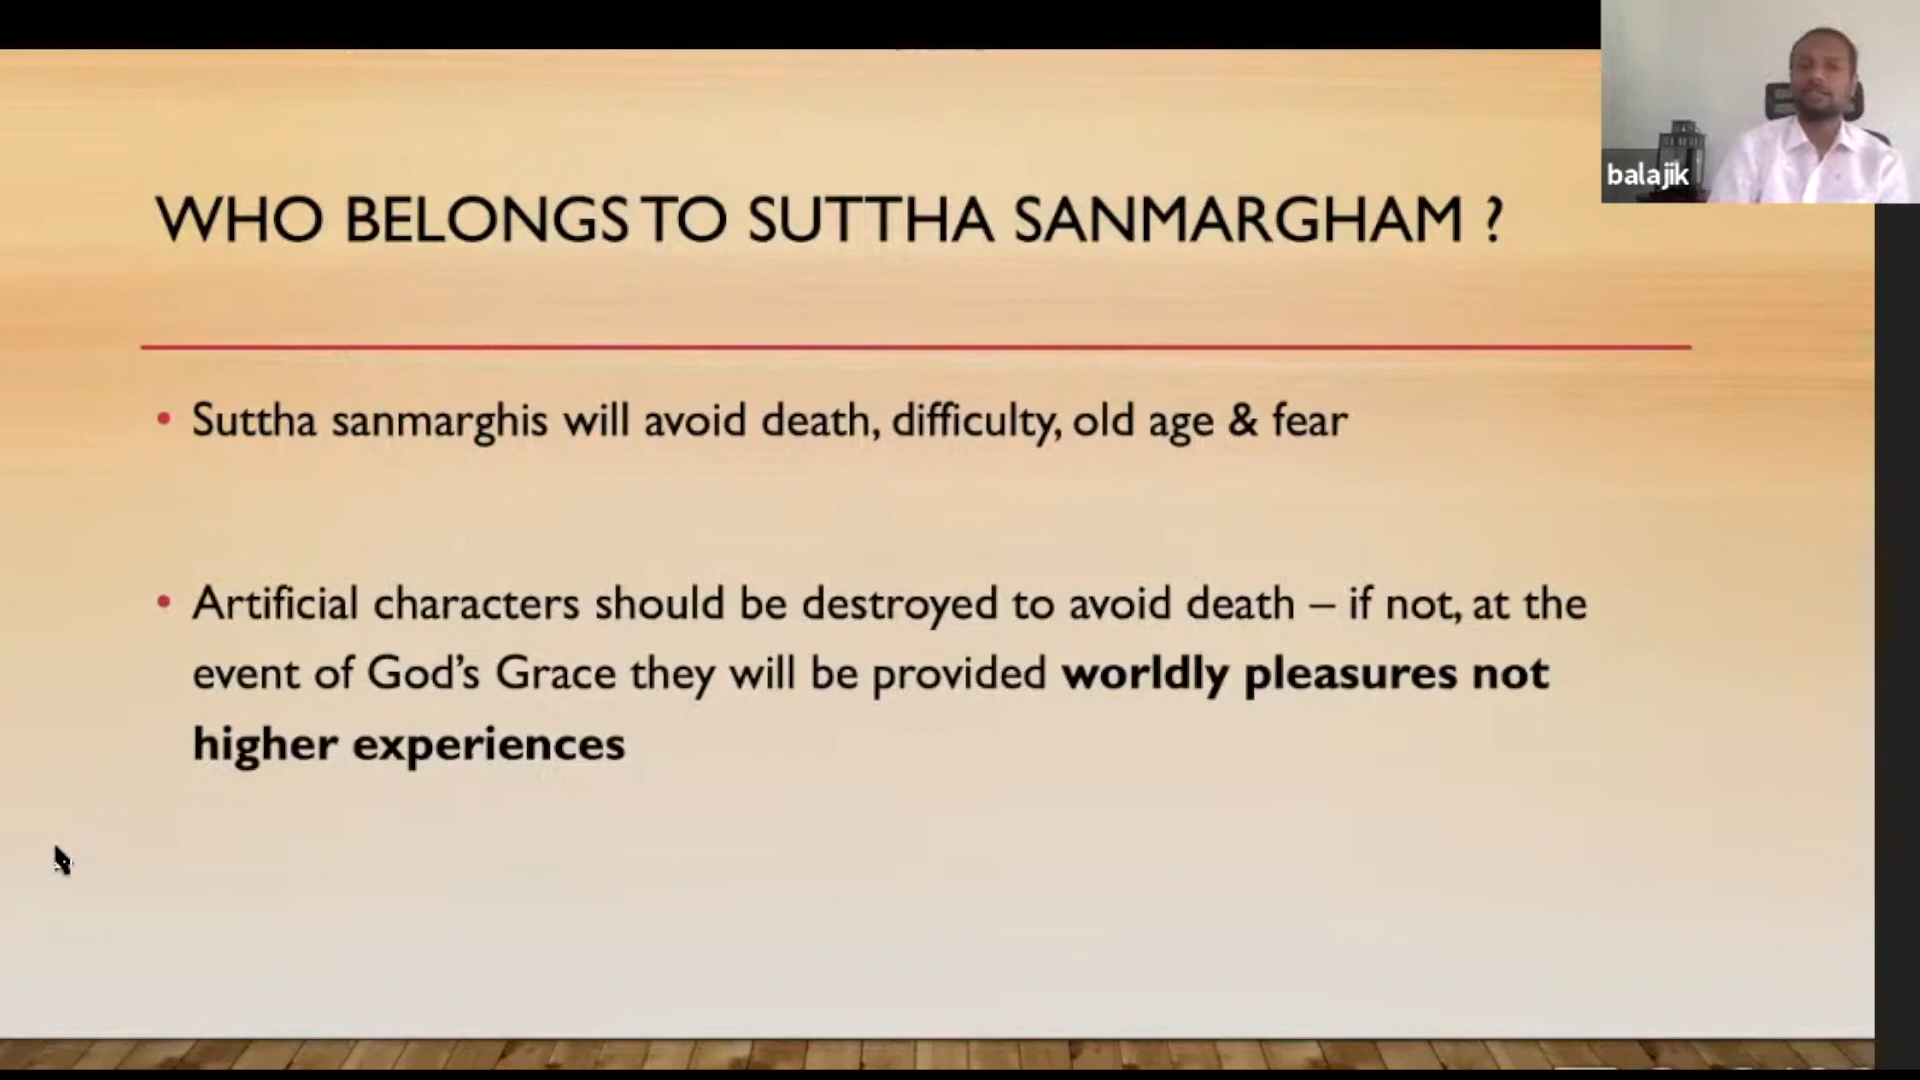 balajik
WHO BELONGS TO SUTTHA SANMARGHAM ?
• Suttha sanmarghis will avoid death, difficulty, old age & fear
• Artificial characters should be destroyed to avoid death – if not, at the
event of God’s Grace they will be provided worldly pleasures not
higher experiences